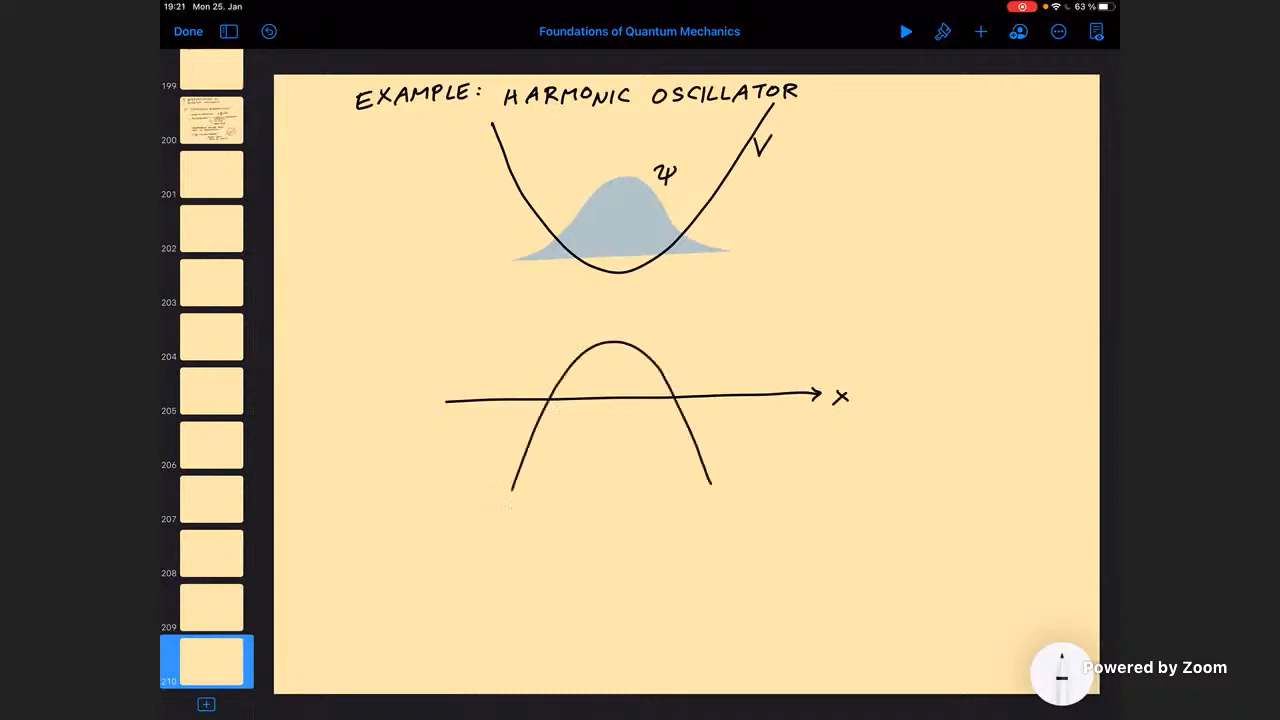 19:21 Mon 25. Jan
63 %
Done
Foundations of Quantum Mechanics
199
200
201
202
203
204
205
206
207
208
209
210
EXAMPLE: HARMONIC OSCILLATOR
V
Ψ
x
Powered by Zoom